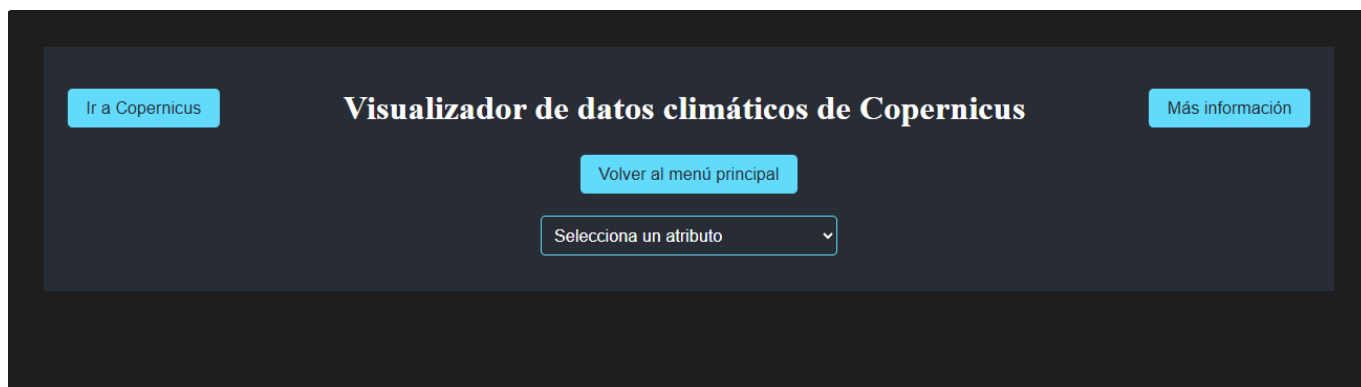 Ir a Copernicus
Visualizador de datos climáticos de Copernicus
Más información
Volver al menú principal
Selecciona un atributo